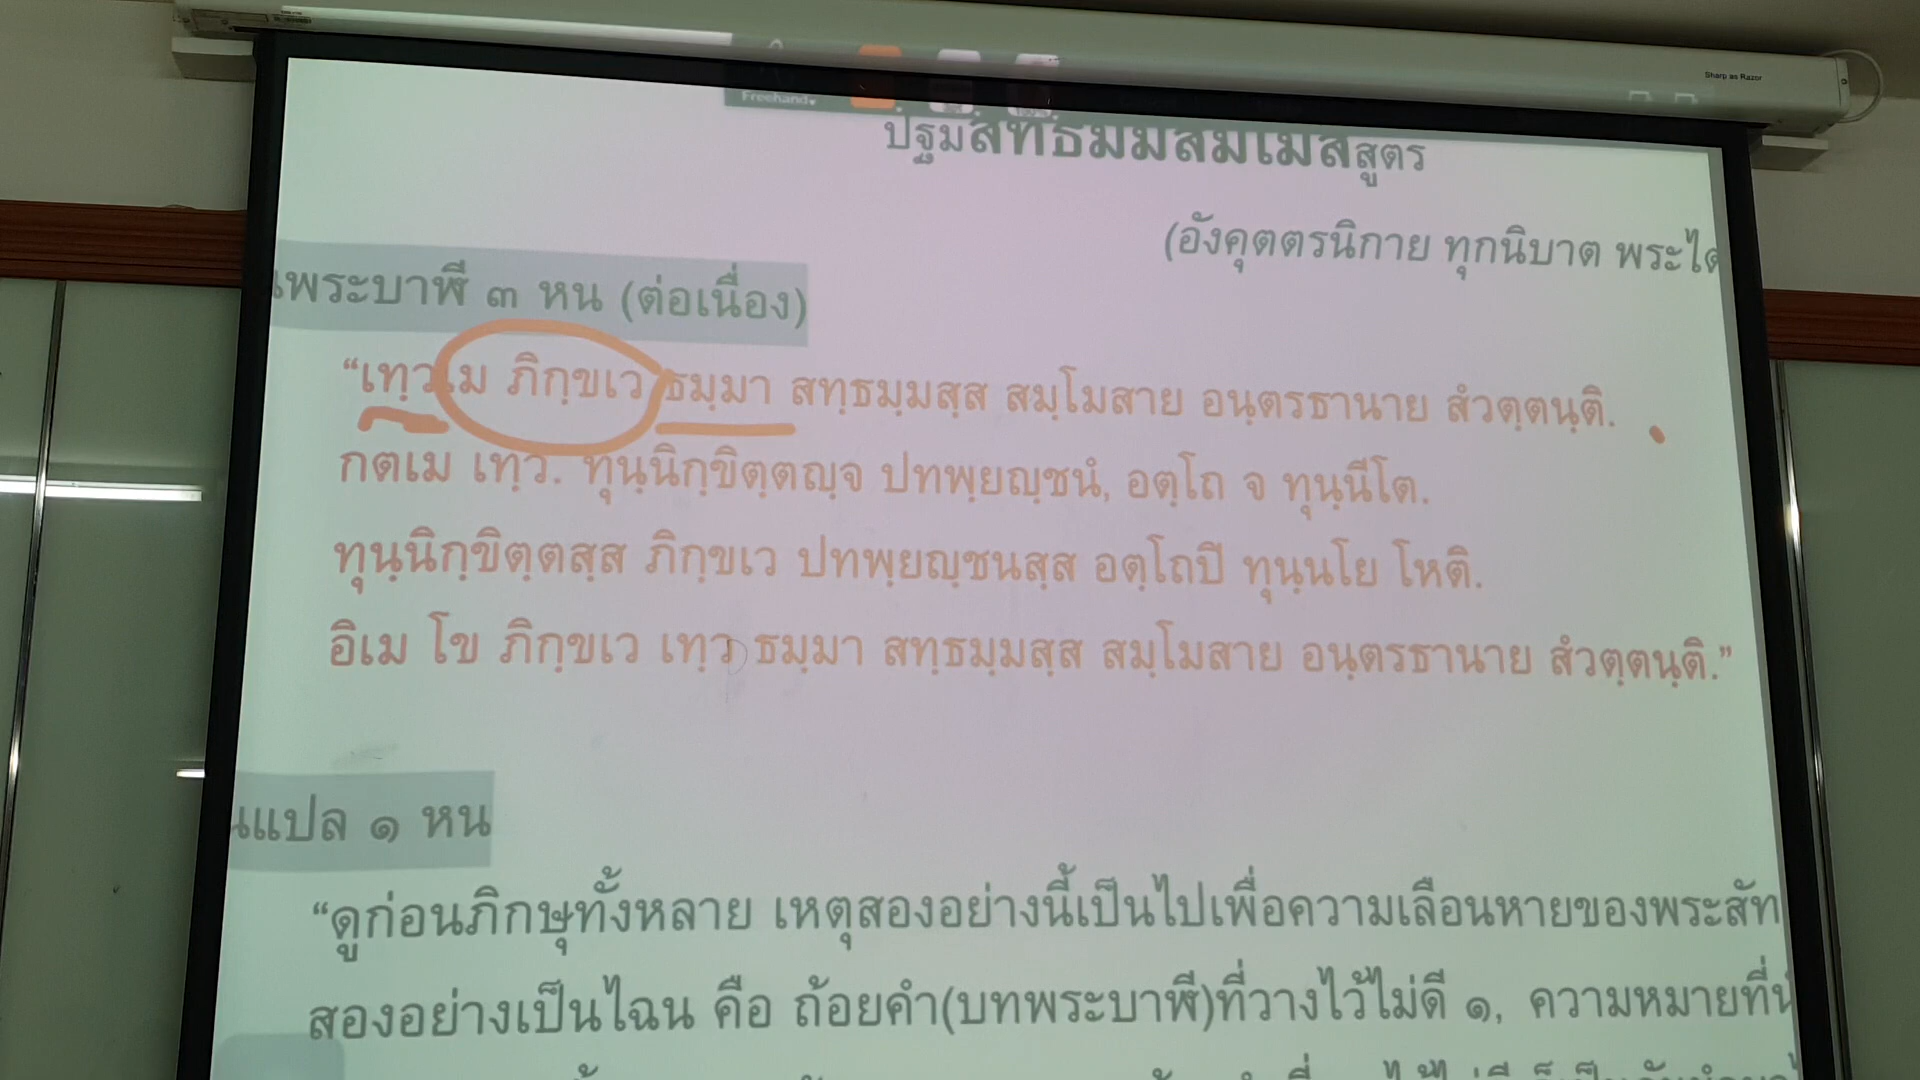 Sharp as Razor
Freehand
ปฐมสทธมมสมโมสสูตร
(อังคุตตรนิกาย ทุกนิบาต พระได
นพระบาฬี ๓ หน (ต่อเนื่อง)
“เทฺว เม ภิกฺขเว ธมฺมา สทฺธมฺมสฺส สมฺโมสาย อนฺตรธานาย สํวตฺตนฺติ.
กตเม เทฺว. ทุนฺนิกฺขิตฺตญฺจ ปทพฺยญฺชนํ, อตฺโถ จ ทุนฺนีโต.
ทุนฺนิกฺขิตฺตสฺส ภิกฺขเว ปทพฺยญฺชนสฺส อตฺโถปี ทุนฺนโย โหติ.
อิเม โข ภิกฺขเว เทฺว ธมฺมา สทฺธมฺมสฺส สมฺโมสาย อนฺตรธานาย สํวตฺตนฺติ.”
นแปล ๑ หน
“ดูก่อนภิกษุทั้งหลาย เหตุสองอย่างนี้เป็นไปเพื่อความเลือนหายของพระสัท
สองอย่างเป็นไฉน คือ ถ้อยคำ(บทพระบาฬี)ที่วางไว้ไม่ดี ๑, ความหมายที่น